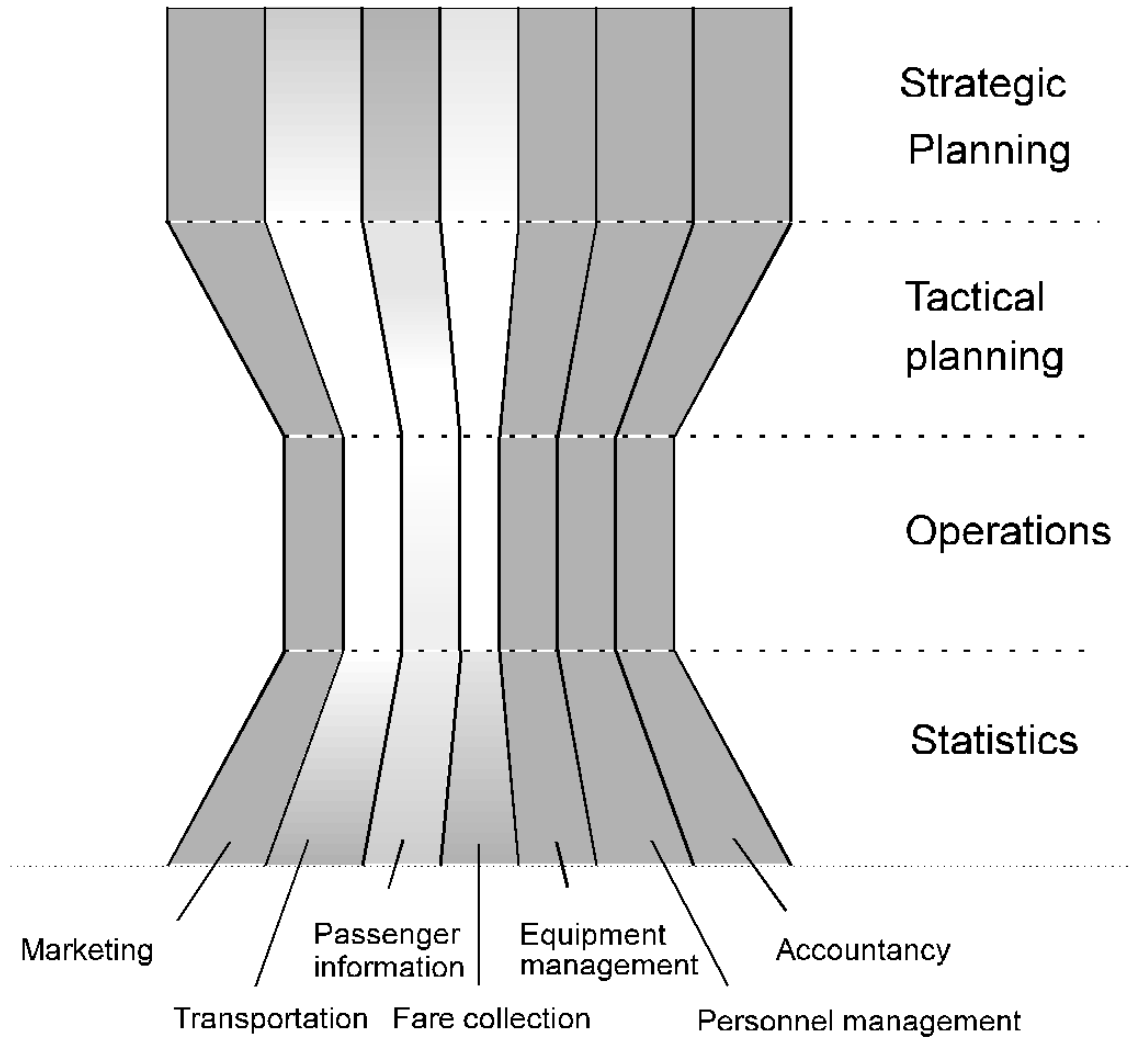 Strategic
Planning
Tactical
planning
Operations
Statistics
Marketing
Passenger
information
Equipment
management
Accountancy
Transportation
Fare collection
Personnel management